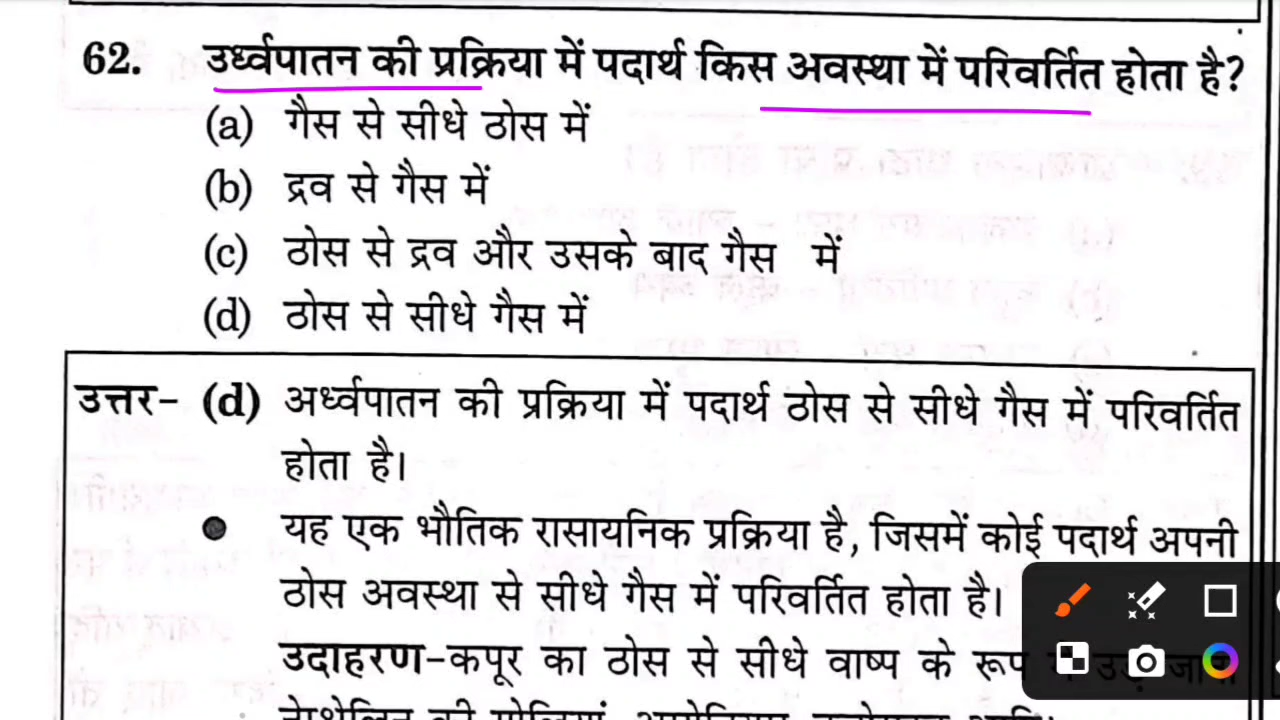 62. उर्ध्वपातन की प्रक्रिया में पदार्थ किस अवस्था में परिवर्तित होता है?
(a) गैस से सीधे ठोस में
(b) द्रव से गैस में
(c) ठोस से द्रव और उसके बाद गैस में
(d) ठोस से सीधे गैस में
उत्तर- (d) अर्ध्वपातन की प्रक्रिया में पदार्थ ठोस से सीधे गैस में परिवर्तित
होता है।
● यह एक भौतिक रासायनिक प्रक्रिया है, जिसमें कोई पदार्थ अपनी
ठोस अवस्था से सीधे गैस में परिवर्तित होता है।
उदाहरण-कपूर का ठोस से सीधे वाष्प के रूप